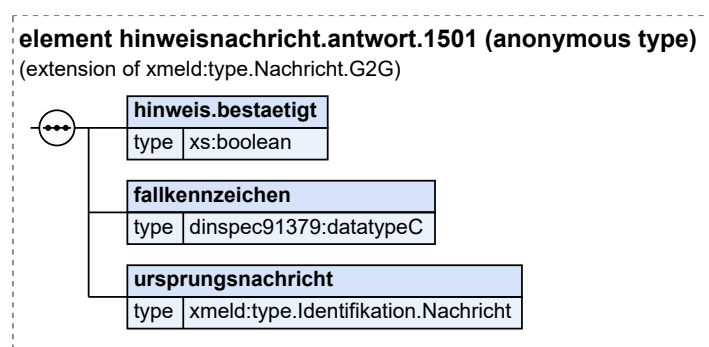 element hinweisnachricht.antwort.1501 (anonymous type)
(extension of xmeld:type.Nachricht.G2G)
hinweis.bestaetigt
type xs:boolean
fallkennzeichen
type dinspec91379:datatypeC
ursprungsnachricht
type xmeld:type.Identifikation.Nachricht